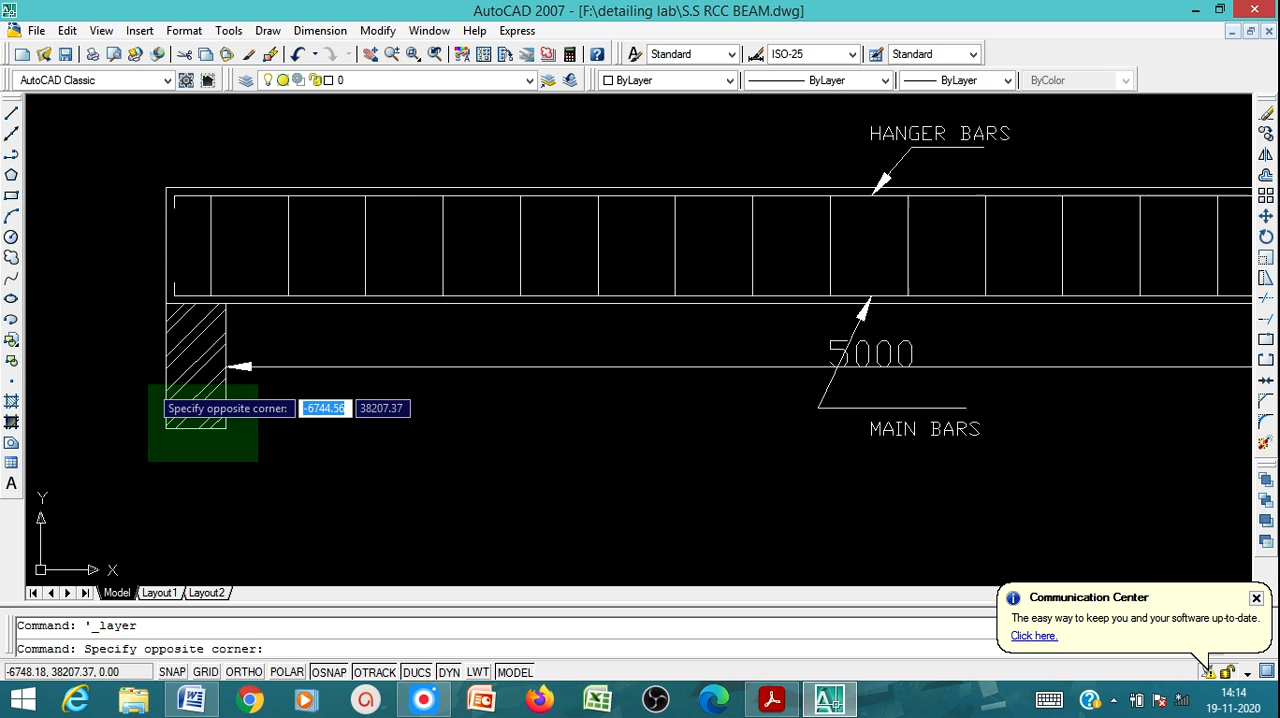 AutoCAD 2007 - [F:\detailing lab\S.S RCC BEAM.dwg]
File Edit View Insert Format Tools Draw Dimension Modify Window Help Express
Standard ISO-25 Standard
AutoCAD Classic 0 ByLayer ByLayer ByLayer ByColor
HANGER BARS
5000
Specify opposite corner: -6744.56 38207.37
MAIN BARS
A
Y
X
Model Layout1 Layout2
Communication Center
The easy way to keep you and your software up-to-date.
Click here.
Command: '_layer
Command: Specify opposite corner:
-6748.18, 38207.37, 0.00 SNAP GRID ORTHO POLAR OSNAP OTRACK DUCS DYN LWT MODEL
14:14
19-11-2020